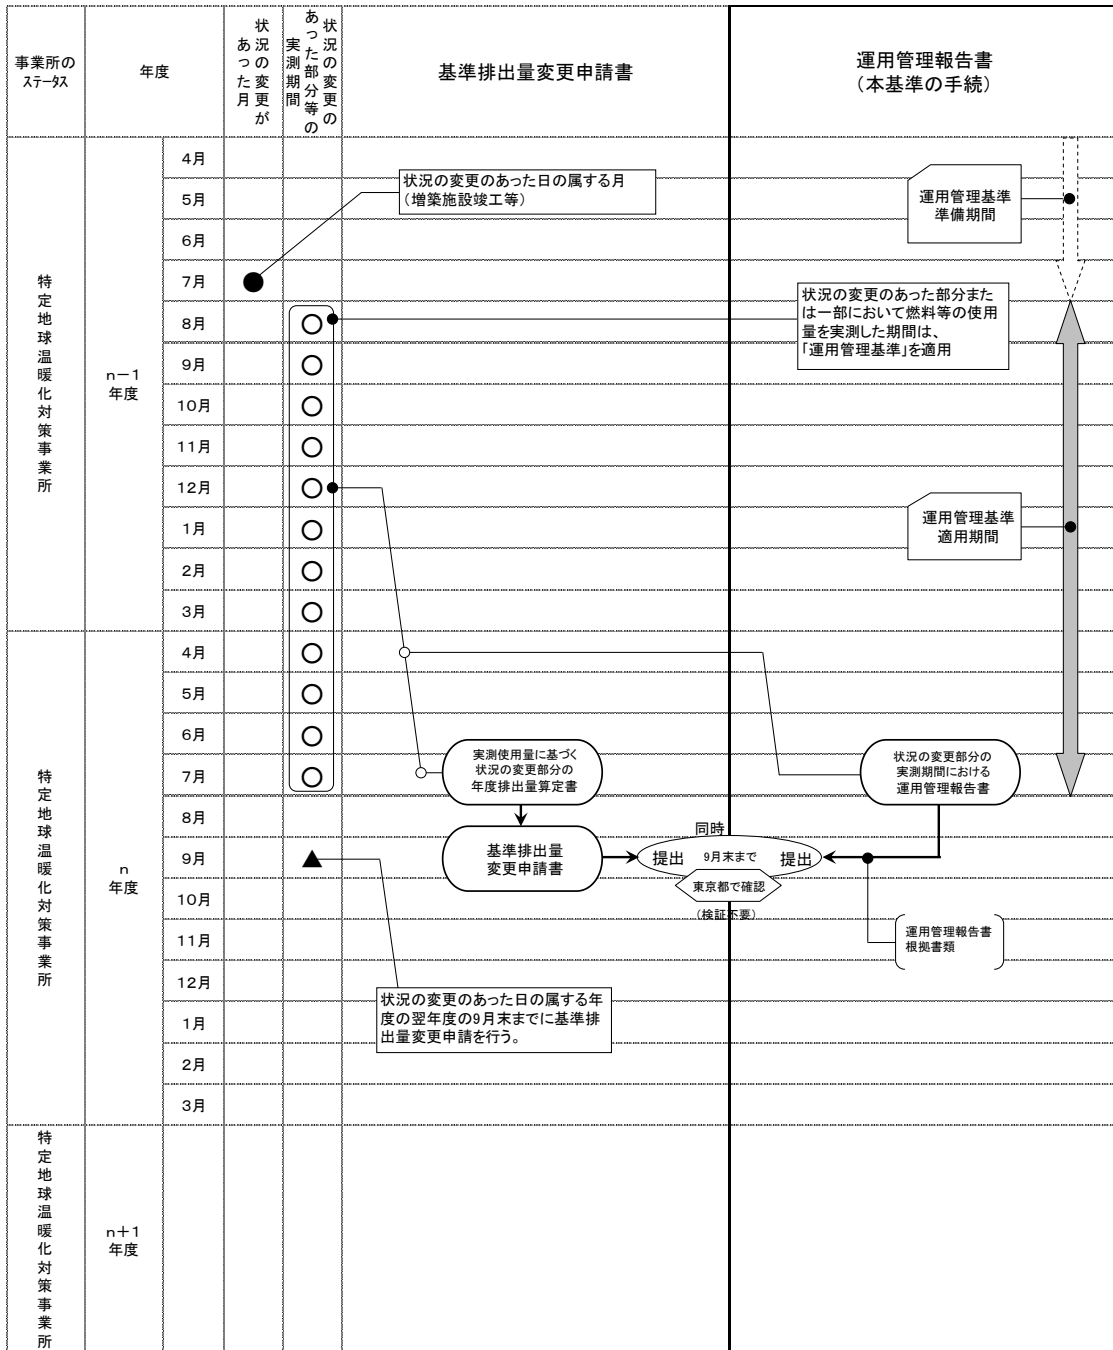 事業所の
ステータス
年度
状況の変更が
あった月
状況の変更の
あった部分等の
実測期間
基準排出量変更申請書
運用管理報告書
（本基準の手続）
特定地球温暖化対策事業所
n－1
年度
4月
5月
6月
7月
8月
9月
10月
11月
12月
1月
2月
3月
状況の変更のあった日の属する月
（増築施設竣工等）
運用管理基準
準備期間
状況の変更のあった部分また
は一部において燃料等の使用
量を実測した期間は、
「運用管理基準」を適用
運用管理基準
適用期間
特定地球温暖化対策事業所
n
年度
4月
5月
6月
7月
8月
9月
10月
11月
12月
1月
2月
3月
実測使用量に基づく
状況の変更部分の
年度排出量算定書
状況の変更部分の
実測期間における
運用管理報告書
基準排出量
変更申請書
同時
提出 9月末まで 提出
東京都で確認
（検証不要）
運用管理報告書
根拠書類
状況の変更のあった日の属する年
度の翌年度の9月末までに基準排
出量変更申請を行う。
特定地球温暖化対策事業所
n＋1
年度